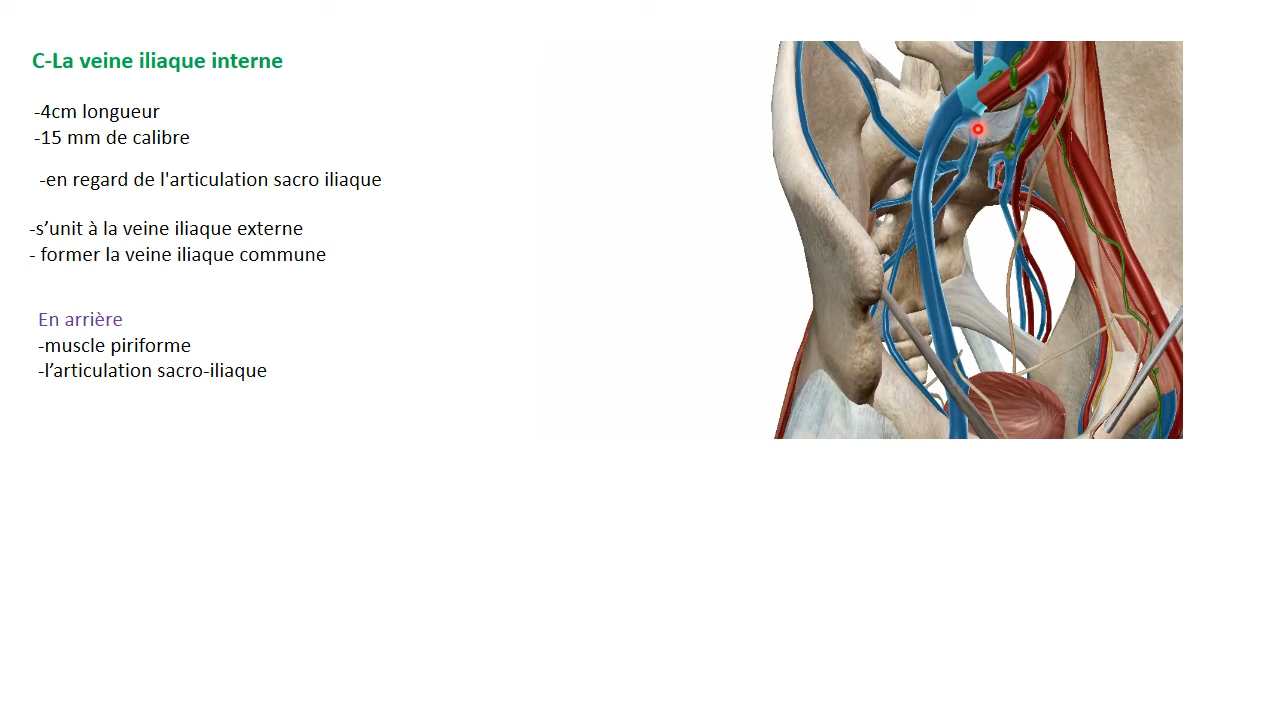 C-La veine iliaque interne
-4cm longueur
-15 mm de calibre
-en regard de l'articulation sacro iliaque
-s’unit à la veine iliaque externe
- former la veine iliaque commune
En arrière
-muscle piriforme
-l’articulation sacro-iliaque